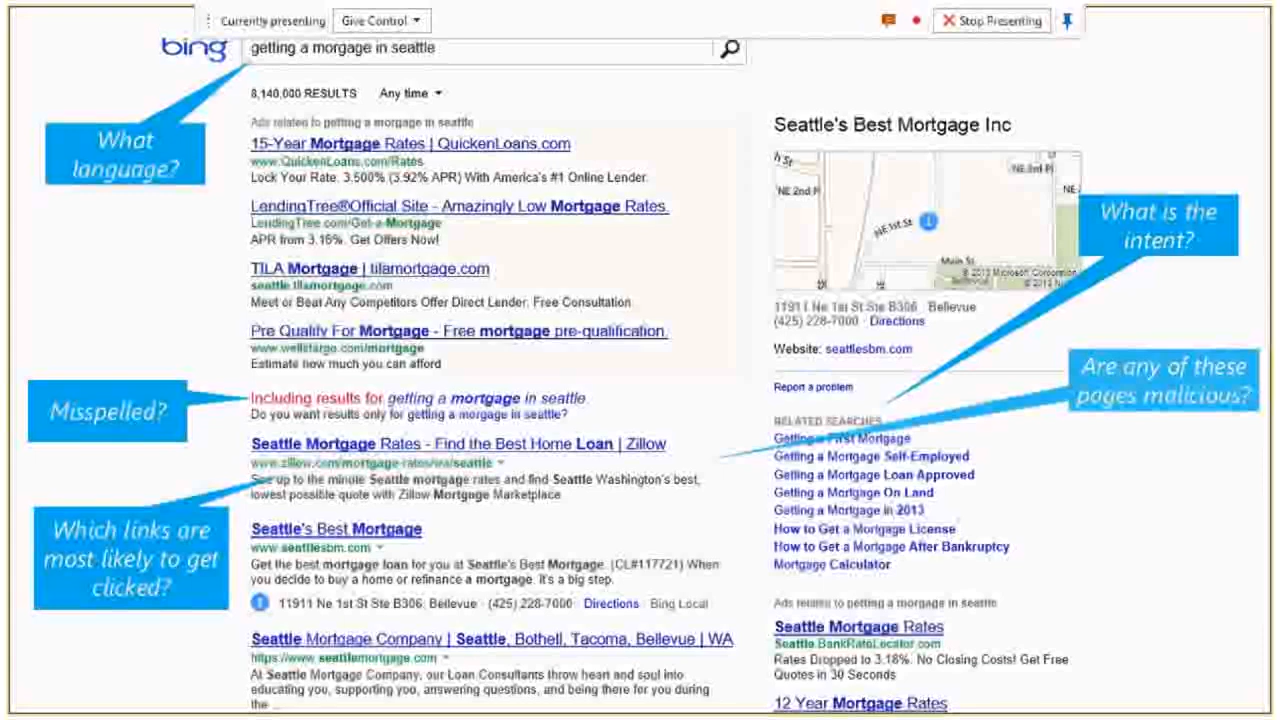 Currently presenting Give Control Stop Presenting
bing getting a morgage in seattle
8,140,000 RESULTS Any time
What
language?
Ads related to getting a morgage in seattle
15-Year Mortgage Rates | QuickenLoans.com
www.QuickenLoans.com/Rates
Lock Your Rate. 3.500% (3.92% APR) With America's #1 Online Lender.
LendingTree®Official Site - Amazingly Low Mortgage Rates.
LendingTree.com/Get-a-Mortgage
APR from 3.16%. Get Offers Now!
TILA Mortgage | tilamortgage.com
seattle.tilamortgage.com
Meet or Beat Any Competitors Offer Direct Lender. Free Consultation
Pre Qualify For Mortgage - Free mortgage pre-qualification.
www.wellsfargo.com/mortgage
Estimate how much you can afford
Misspelled?
Including results for getting a mortgage in seattle.
Do you want results only for getting a morgage in seattle?
Seattle Mortgage Rates - Find the Best Home Loan | Zillow
www.zillow.com/mortgage-rates/wa/seattle
See up to the minute Seattle mortgage rates and find Seattle Washington's best,
lowest possible quote with Zillow Mortgage Marketplace
Which links are
most likely to get
clicked?
Seattle's Best Mortgage
www.seattlesbm.com
Get the best mortgage loan for you at Seattle's Best Mortgage. (CL#117721) When
you decide to buy a home or refinance a mortgage, it's a big step.
11911 Ne 1st St Ste B306, Bellevue · (425) 228-7000 · Directions · Bing Local
Seattle Mortgage Company | Seattle, Bothell, Tacoma, Bellevue | WA
https://www.seattlemortgage.com
At Seattle Mortgage Company, our Loan Consultants throw heart and soul into
educating you, supporting you, answering questions, and being there for you during
the ...
Seattle's Best Mortgage Inc
h St
NE 3rd Pl
NE 2nd Pl
NE
NE 1st St
Main St
Bellevue
© 2013 Microsoft Corporation
© 2013 N
What is the
intent?
11911 Ne 1st St Ste B306 · Bellevue
(425) 228-7000 · Directions
Website: seattlesbm.com
Report a problem
Are any of these
pages malicious?
RELATED SEARCHES
Getting a First Mortgage
Getting a Mortgage Self-Employed
Getting a Mortgage Loan Approved
Getting a Mortgage On Land
Getting a Mortgage in 2013
How to Get a Mortgage License
How to Get a Mortgage After Bankruptcy
Mortgage Calculator
Ads related to getting a morgage in seattle
Seattle Mortgage Rates
Seattle.BankRateLocator.com
Rates Dropped to 3.18%. No Closing Costs! Get Free
Quotes in 30 Seconds
12 Year Mortgage Rates